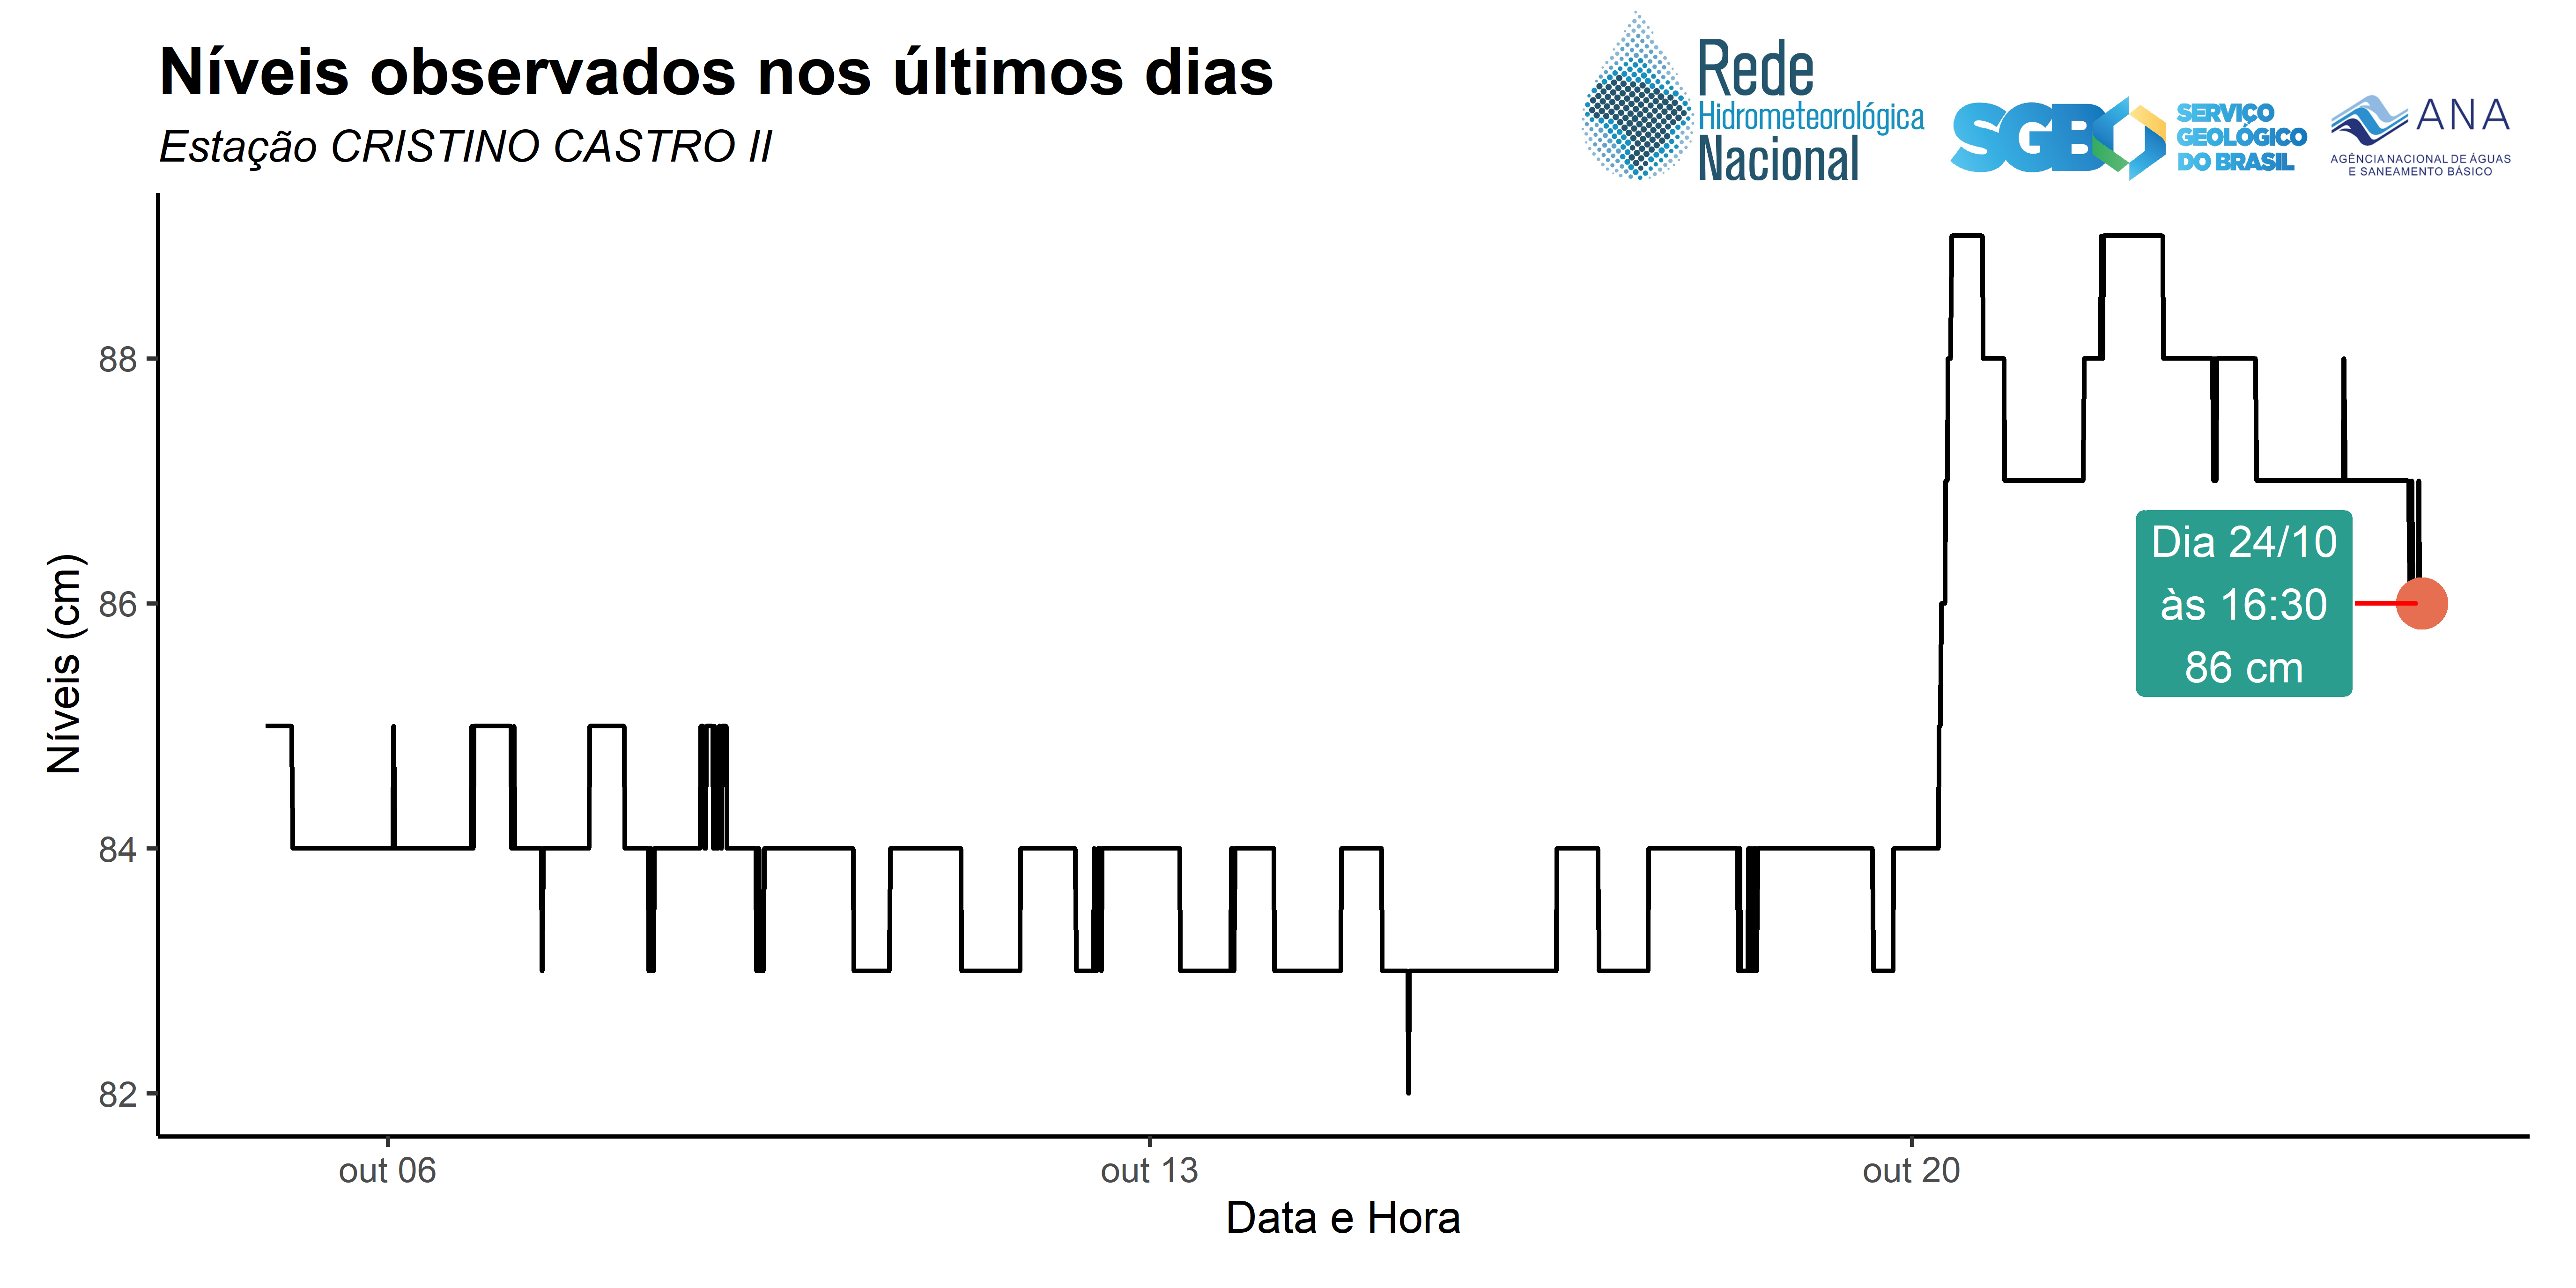 Níveis observados nos últimos dias
Estação CRISTINO CASTRO II
Rede
Hidrometeorológica
Nacional
SGB
SERVIÇO
GEOLÓGICO
DO BRASIL
ANA
AGÊNCIA NACIONAL DE ÁGUAS
E SANEAMENTO BÁSICO
Níveis (cm)
88
86
84
82
Dia 24/10
às 16:30
86 cm
out 06
out 13
out 20
Data e Hora